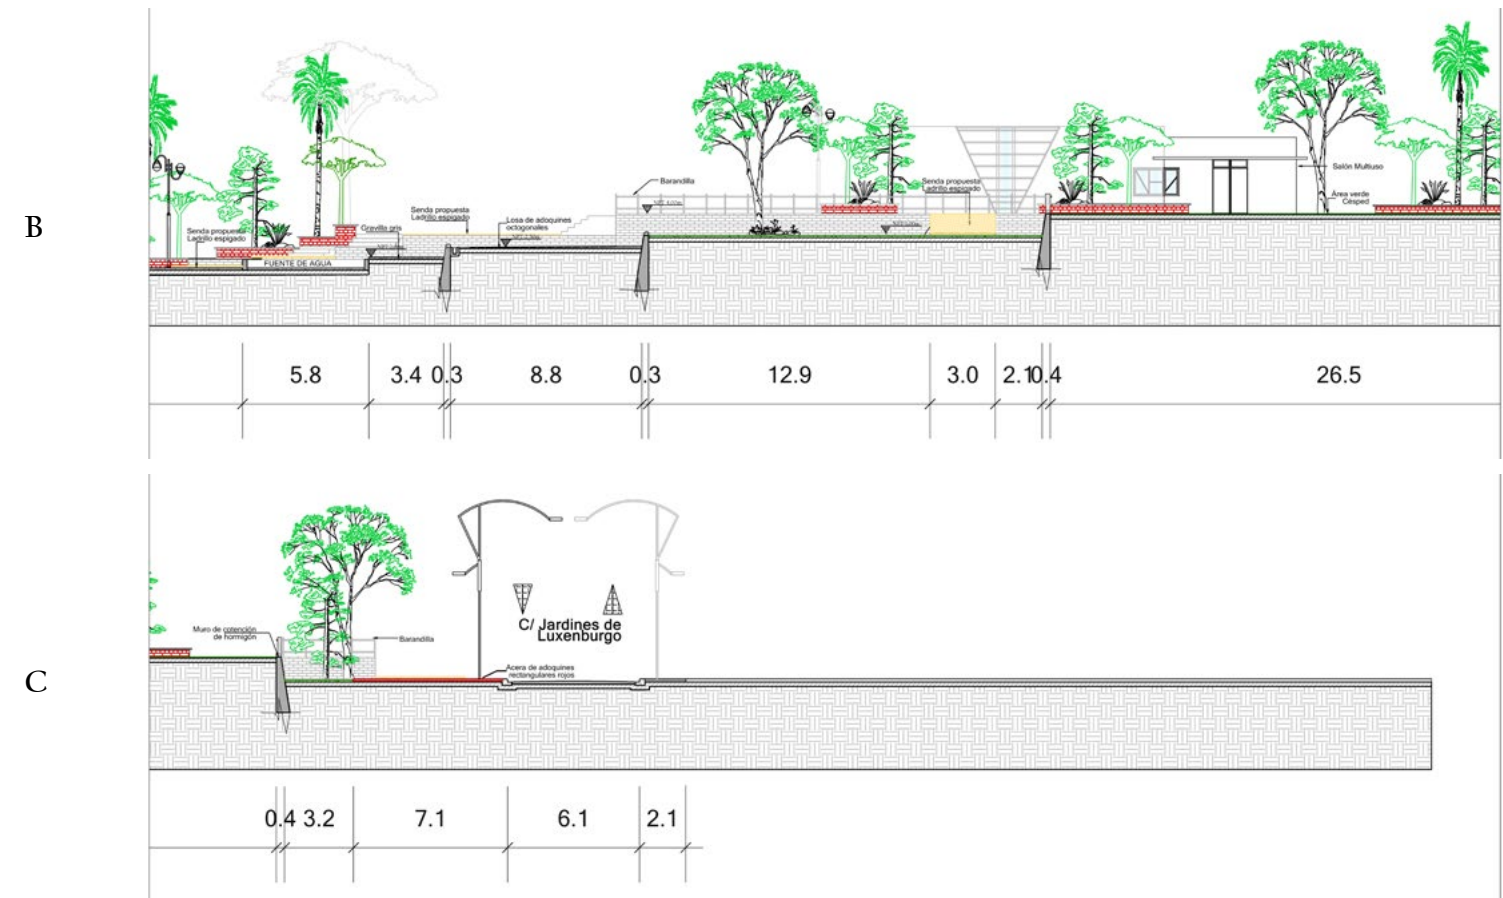 B
Barandilla
Salón Multiuso
Senda propuesta
Ladrillo espigado
Area verde
Césped
Senda propuesta
Ladrillo espigado
Losa de adoquines
octogonales
Gravilla gris
Senda propuesta
Ladrillo espigado
FUENTE DE AGUA
5.8 3.4 0.3 8.8 0.3 12.9 3.0 2.1 0.4 26.5
C
C/ Jardines de
Luxenburgo
Muro de cotención
de hormigón
Barandilla
Acera de adoquines
rectangulares rojos
0.4 3.2 7.1 6.1 2.1